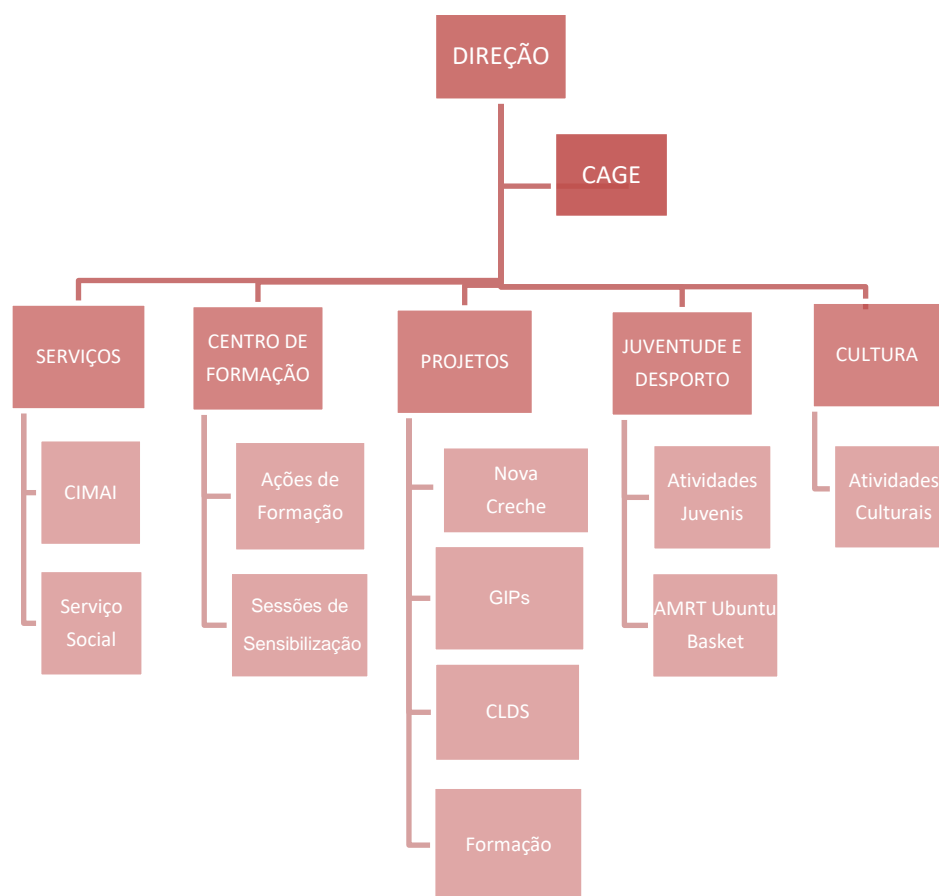 DIREÇÃO
CAGE
SERVIÇOS
CENTRO DE
FORMAÇÃO
PROJETOS
JUVENTUDE E
DESPORTO
CULTURA
CIMAI
Serviço
Social
Ações de
Formação
Sessões de
Sensibilização
Nova
Creche
GIPs
CLDS
Formação
Atividades
Juvenis
AMRT Ubuntu
Basket
Atividades
Culturais